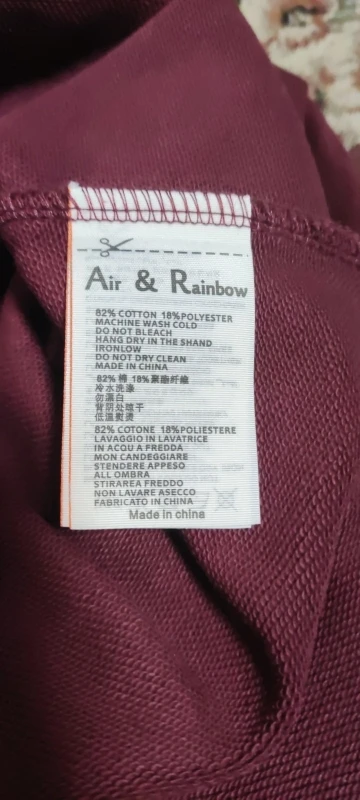 Air & Rainbow
82% COTTON 18%POLYESTER
MACHINE WASH COLD
DO NOT BLEACH
HANG DRY IN THE SHAND
IRONLOW
DO NOT DRY CLEAN
MADE IN CHINA
82% 棉 18%聚酯纤维
冷水洗涤
勿漂白
背阴处晾干
低温熨烫
82% COTONE 18%POLIESTERE
LAVAGGIO IN LAVATRICE
IN ACQU A FREDDA
MON CANDEGGIARE
STENDERE APPESO
ALL OMBRA
STIRAREA FREDDO
NON LAVARE ASECCO
FABRICATO IN CHINA
Made in china